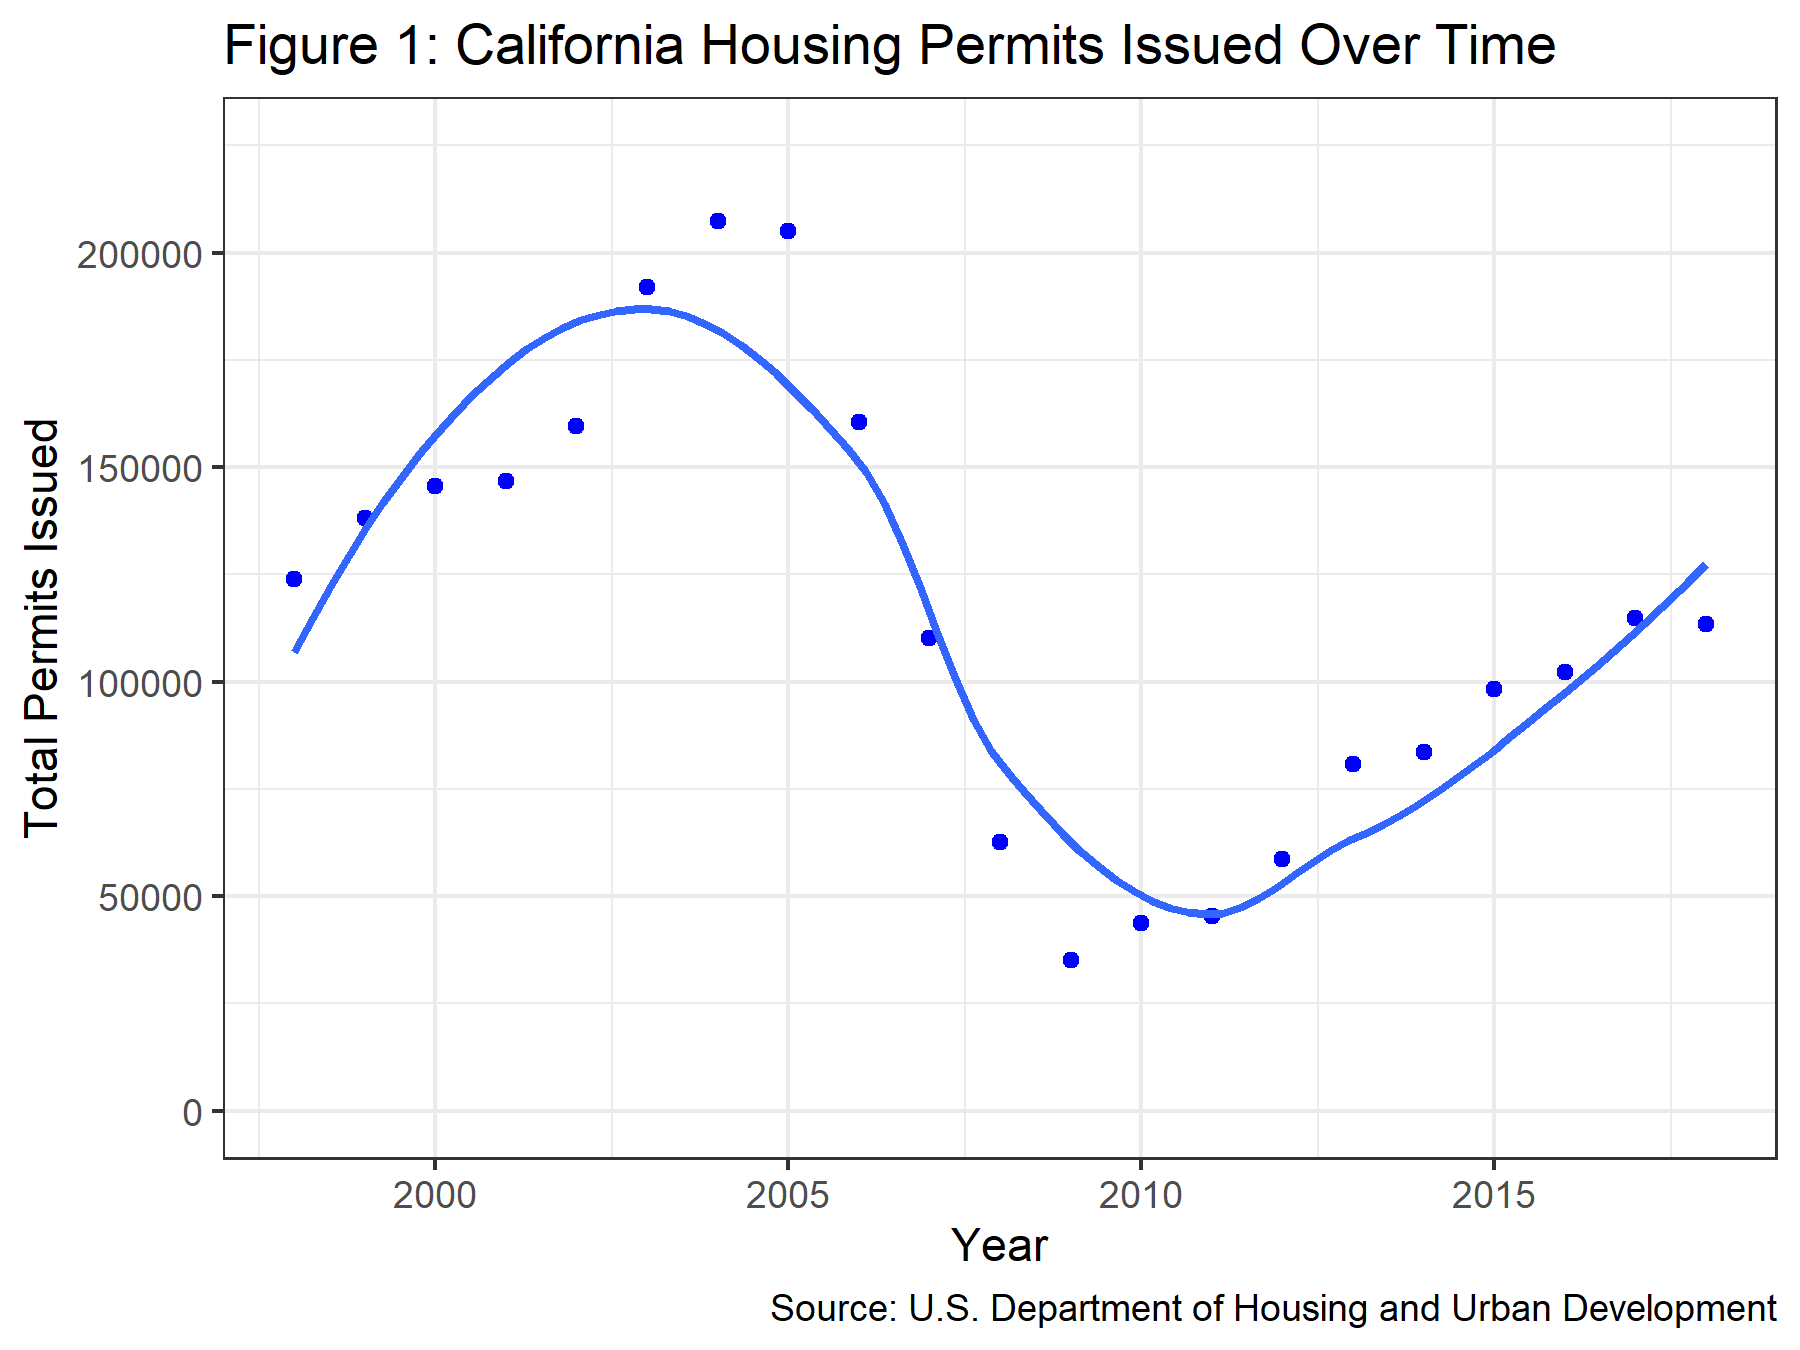 Figure 1: California Housing Permits Issued Over Time
Total Permits Issued
200000
150000
100000
50000
0
2000 2005 2010 2015
Year
Source: U.S. Department of Housing and Urban Development